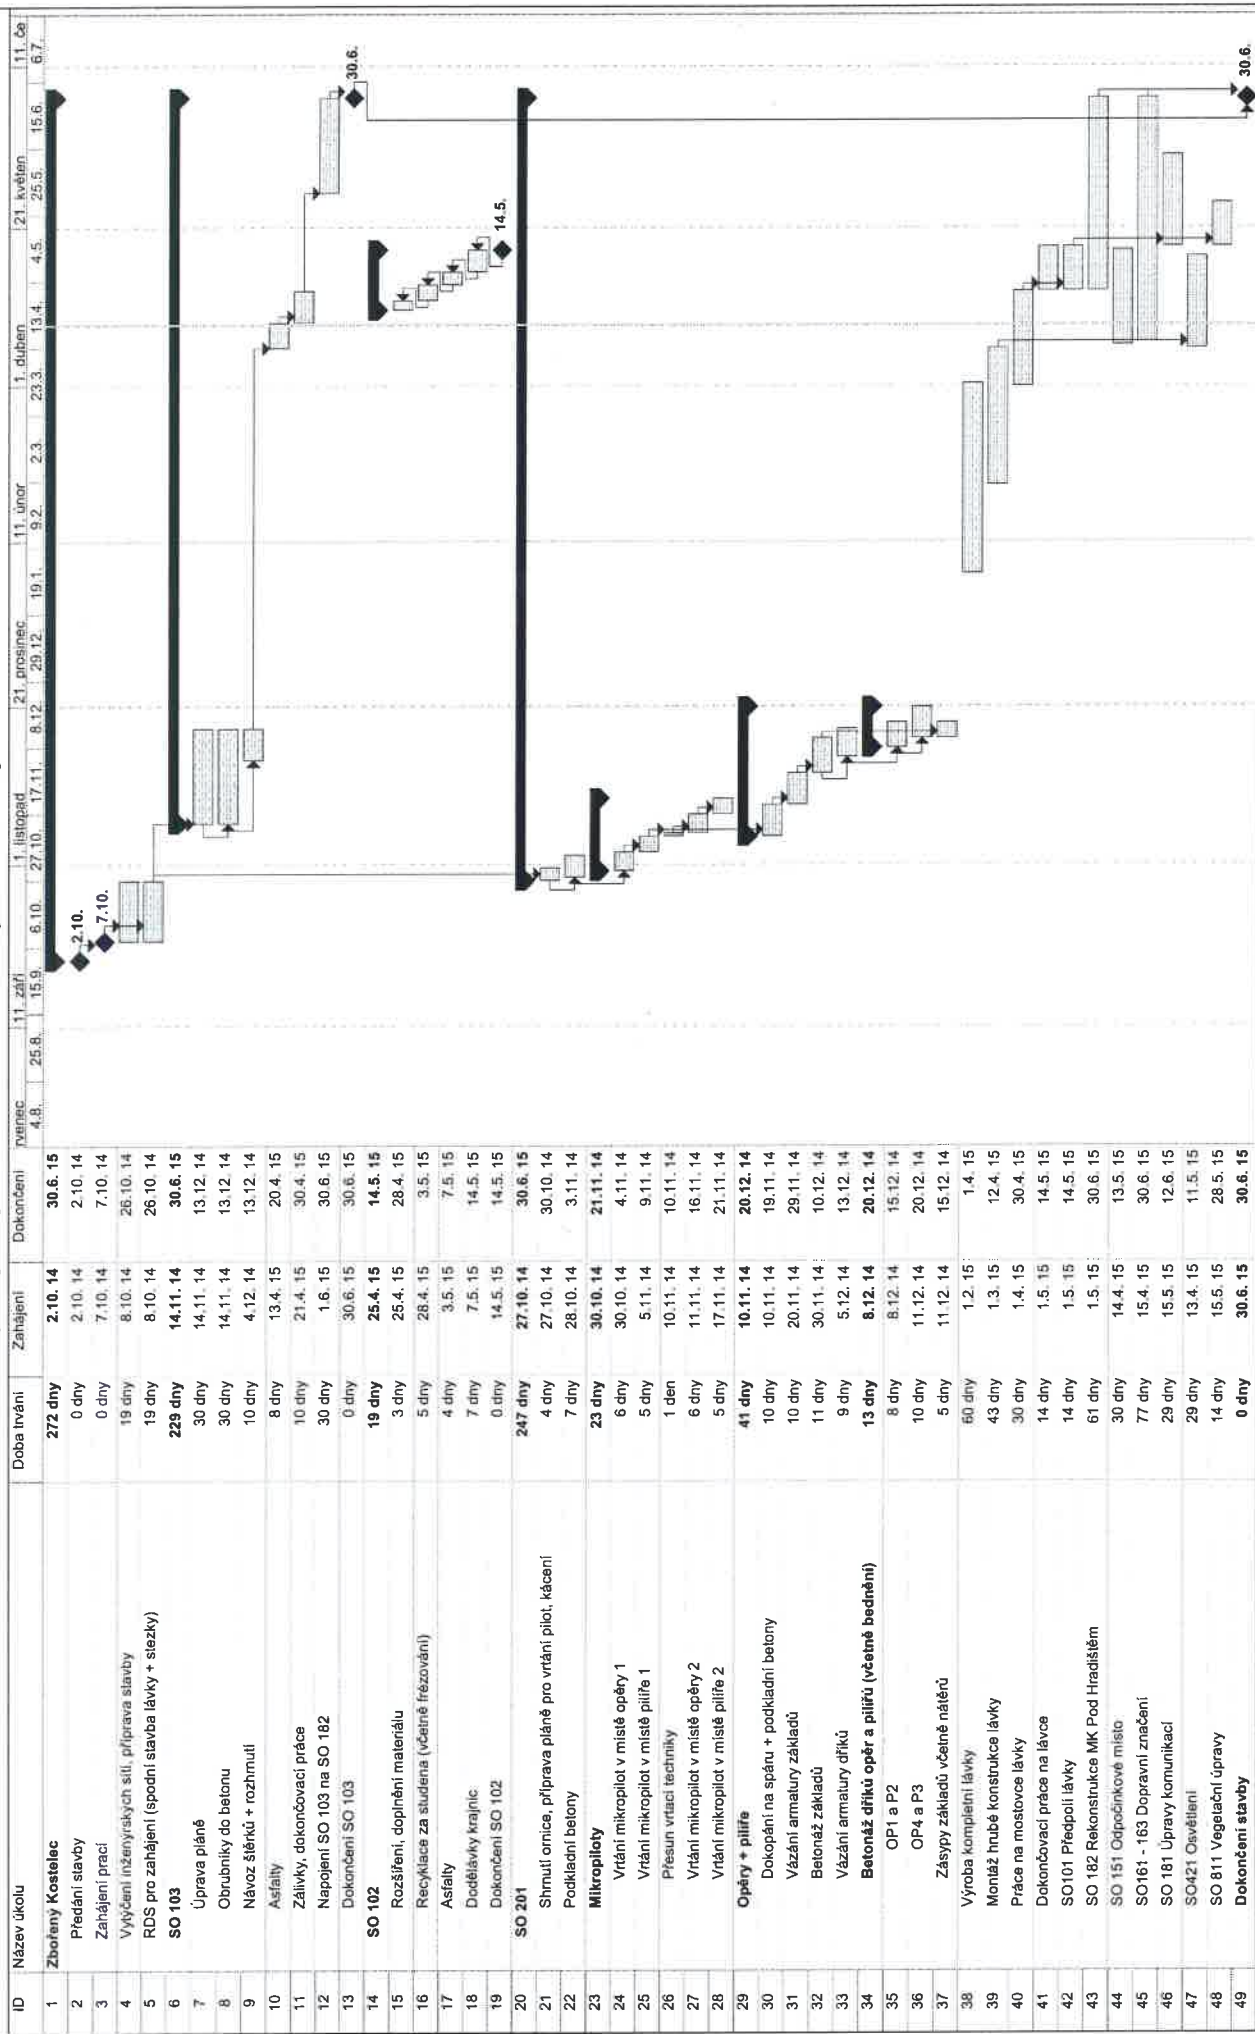 ID Název úkolu Doba trvání Zahájení Dokončení rvenec 11. září 1. listopad 21. prosinec 11. únor 1. duben 21. květen 11. če
4.8. 25.8. 15.9. 6.10. 27.10. 17.11. 8.12. 29.12. 19.1. 9.2. 2.3. 23.3. 13.4. 4.5. 25.5. 15.6. 6.7.
1 Zbořený Kostelec 272 dny 2.10. 14 30.6. 15
2 Předání stavby 0 dny 2.10. 14 2.10. 14 2.10.
3 Zahájení prací 0 dny 7.10. 14 7.10. 14 7.10.
4 Vytýčení inženýrských sítí, příprava stavby 19 dny 8.10. 14 26.10. 14
5 RDS pro zahájení (spodní stavba lávky + stezky) 19 dny 8.10. 14 26.10. 14
6 SO 103 229 dny 14.11. 14 30.6. 15
7 Úprava pláně 30 dny 14.11. 14 13.12. 14
8 Obrubníky do betonu 30 dny 14.11. 14 13.12. 14
9 Návoz štěrků + rozhrnutí 10 dny 4.12. 14 13.12. 14
10 Asfalty 8 dny 13.4. 15 20.4. 15
11 Zálivky, dokončovací práce 10 dny 21.4. 15 30.4. 15
12 Napojení SO 103 na SO 182 30 dny 1.6. 15 30.6. 15
13 Dokončení SO 103 0 dny 30.6. 15 30.6. 15 30.6.
14 SO 102 19 dny 25.4. 15 14.5. 15
15 Rozšíření, doplnění materiálu 3 dny 25.4. 15 28.4. 15
16 Recyklace za studena (včetně frézování) 5 dny 28.4. 15 3.5. 15
17 Asfalty 4 dny 3.5. 15 7.5. 15
18 Dodělávky krajnic 7 dny 7.5. 15 14.5. 15
19 Dokončení SO 102 0 dny 14.5. 15 14.5. 15 14.5.
20 SO 201 247 dny 27.10. 14 30.6. 15
21 Shrnutí ornice, příprava pláně pro vrtání pilot, kácení 4 dny 27.10. 14 30.10. 14
22 Podkladní betony 7 dny 28.10. 14 3.11. 14
23 Mikropiloty 23 dny 30.10. 14 21.11. 14
24 Vrtání mikropilot v místě opěry 1 6 dny 30.10. 14 4.11. 14
25 Vrtání mikropilot v místě pilíře 1 5 dny 5.11. 14 9.11. 14
26 Přesun vrtací techniky 1 den 10.11. 14 10.11. 14
27 Vrtání mikropilot v místě opěry 2 6 dny 11.11. 14 16.11. 14
28 Vrtání mikropilot v místě pilíře 2 5 dny 17.11. 14 21.11. 14
29 Opěry + pilíře 41 dny 10.11. 14 20.12. 14
30 Dokopání na spáru + podkladní betony 10 dny 10.11. 14 19.11. 14
31 Vázání armatury základů 10 dny 20.11. 14 29.11. 14
32 Betonáž základů 11 dny 30.11. 14 10.12. 14
33 Vázání armatury dříků 9 dny 5.12. 14 13.12. 14
34 Betonáž dříků opěr a pilířů (včetně bednění) 13 dny 8.12. 14 20.12. 14
35 OP1 a P2 8 dny 8.12. 14 15.12. 14
36 OP4 a P3 10 dny 11.12. 14 20.12. 14
37 Zásypy základů včetně nátěrů 5 dny 11.12. 14 15.12. 14
38 Výroba kompletní lávky 60 dny 1.2. 15 1.4. 15
39 Montáž hrubé konstrukce lávky 43 dny 1.3. 15 12.4. 15
40 Práce na mostovce lávky 30 dny 1.4. 15 30.4. 15
41 Dokončovací práce na lávce 14 dny 1.5. 15 14.5. 15
42 SO101 Předpolí lávky 14 dny 1.5. 15 14.5. 15
43 SO 182 Rekonstrukce MK Pod Hradištěm 61 dny 1.5. 15 30.6. 15
44 SO 151 Odpočinkové místo 30 dny 14.4. 15 13.5. 15
45 SO161 - 163 Dopravní značení 77 dny 15.4. 15 30.6. 15
46 SO 181 Úpravy komunikací 29 dny 15.5. 15 12.6. 15
47 SO421 Osvětlení 29 dny 13.4. 15 11.5. 15
48 SO 811 Vegetační úpravy 14 dny 15.5. 15 28.5. 15
49 Dokončení stavby 0 dny 30.6. 15 30.6. 15 30.6.